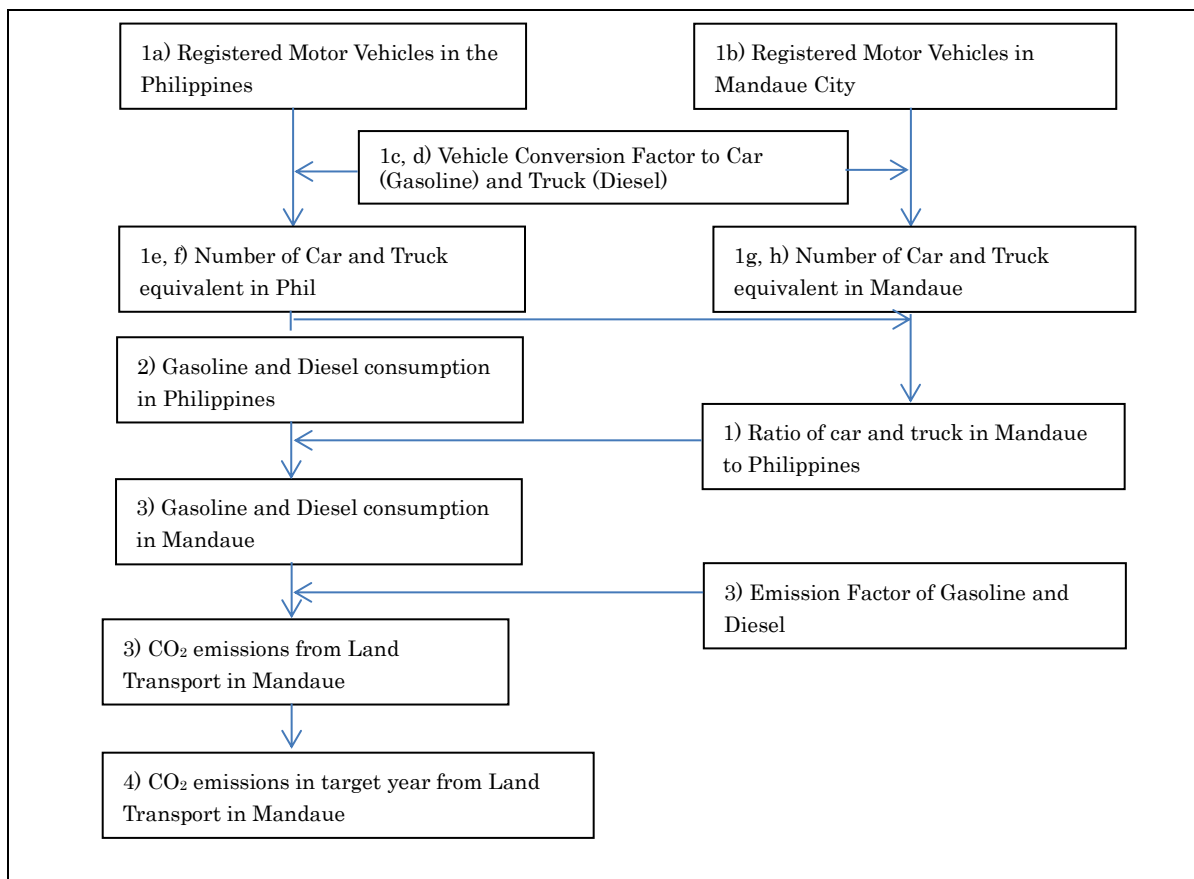 1a) Registered Motor Vehicles in the
Philippines
1b) Registered Motor Vehicles in
Mandaue City
1c, d) Vehicle Conversion Factor to Car
(Gasoline) and Truck (Diesel)
1e, f) Number of Car and Truck
equivalent in Phil
1g, h) Number of Car and Truck
equivalent in Mandaue
2) Gasoline and Diesel consumption
in Philippines
1) Ratio of car and truck in Mandaue
to Philippines
3) Gasoline and Diesel consumption
in Mandaue
3) Emission Factor of Gasoline and
Diesel
3) CO₂ emissions from Land
Transport in Mandaue
4) CO₂ emissions in target year from Land
Transport in Mandaue